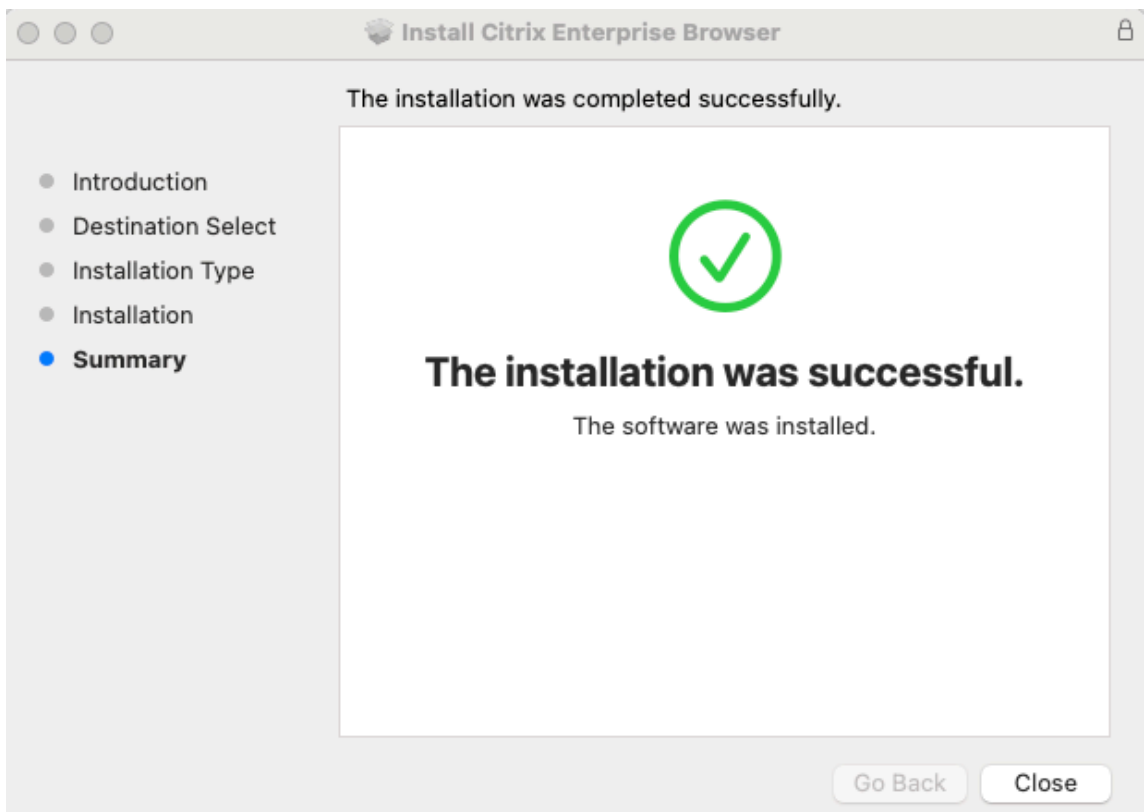 Install Citrix Enterprise Browser
The installation was completed successfully.
Introduction
Destination Select
Installation Type
Installation
Summary
The installation was successful.
The software was installed.
Go Back
Close